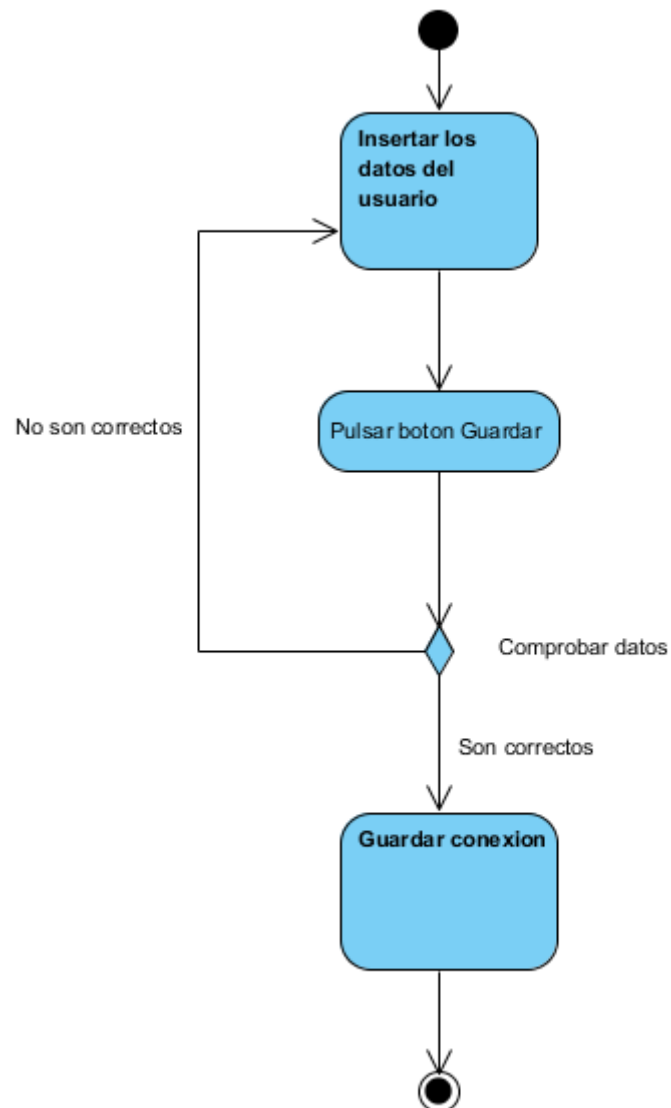 Insertar los
datos del
usuario
No son correctos
Pulsar boton Guardar
Comprobar datos
Son correctos
Guardar conexion